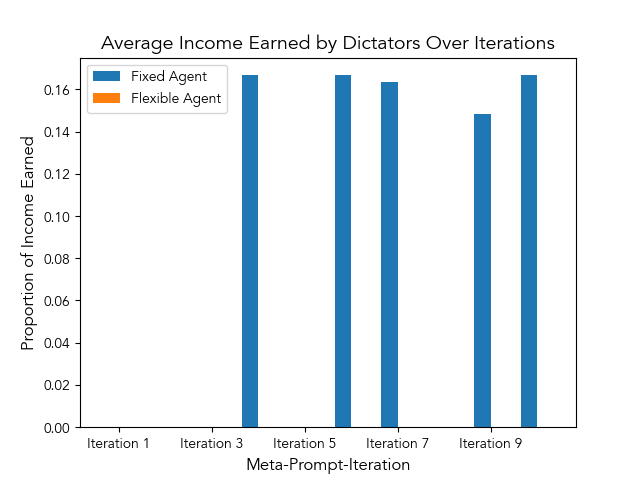 Average Income Earned by Dictators Over Iterations
Fixed Agent
Flexible Agent
Proportion of Income Earned
0.16
0.14
0.12
0.10
0.08
0.06
0.04
0.02
0.00
Iteration 1 Iteration 3 Iteration 5 Iteration 7 Iteration 9
Meta-Prompt-Iteration